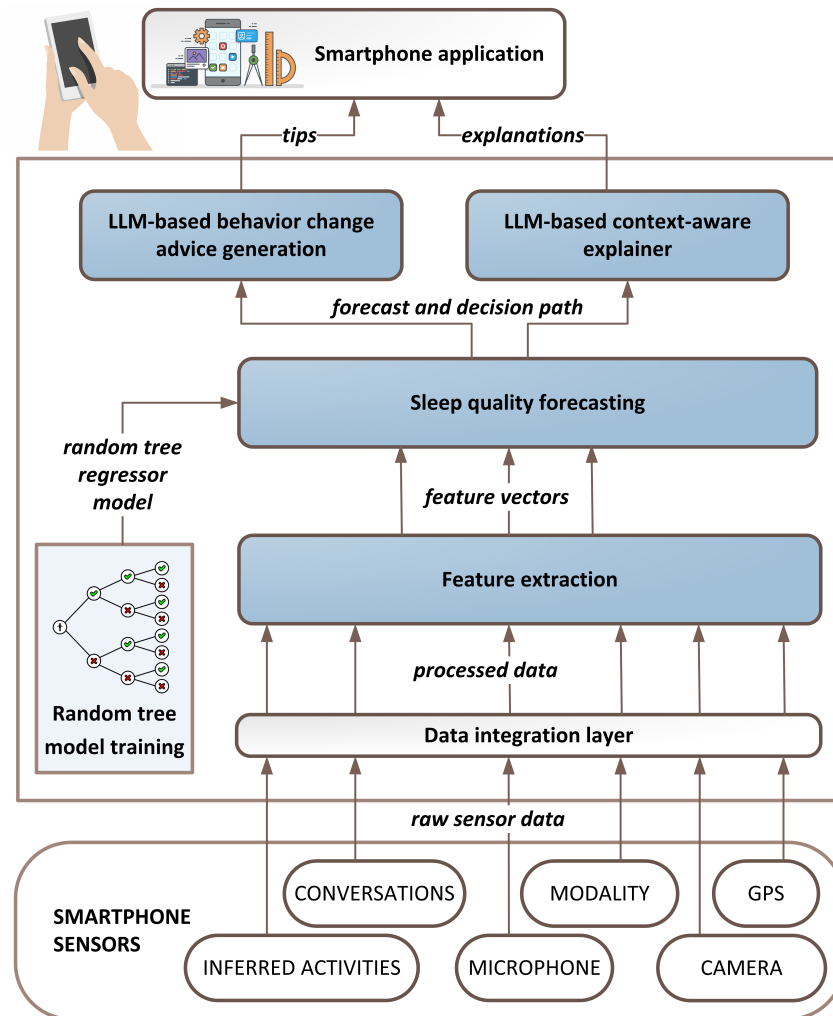 Smartphone application
tips
explanations
LLM-based behavior change
advice generation
LLM-based context-aware
explainer
forecast and decision path
Sleep quality forecasting
random tree
regressor
model
feature vectors
Feature extraction
processed data
Random tree
model training
Data integration layer
raw sensor data
SMARTPHONE
SENSORS
CONVERSATIONS
MODALITY
GPS
INFERRED ACTIVITIES
MICROPHONE
CAMERA